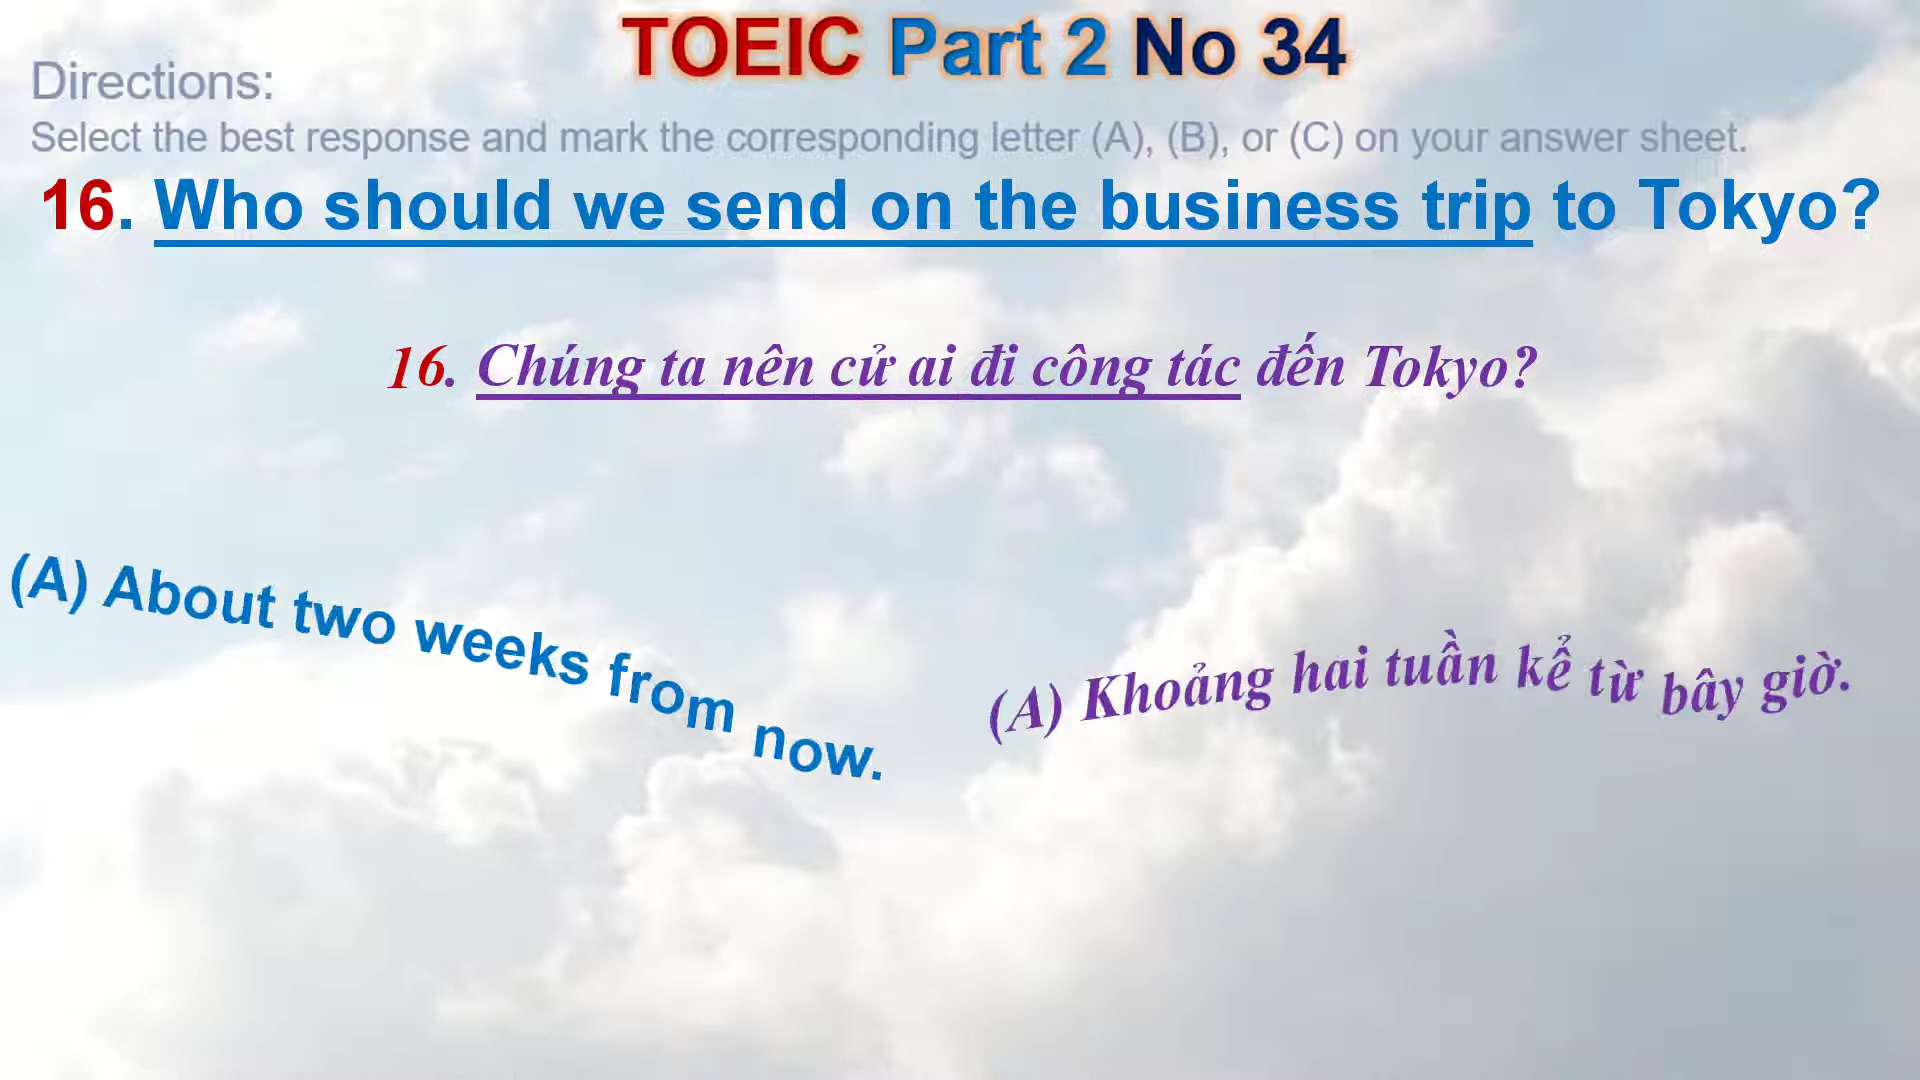 TOEIC Part 2 No 34
Directions:
Select the best response and mark the corresponding letter (A), (B), or (C) on your answer sheet.
16. Who should we send on the business trip to Tokyo?
16. Chúng ta nên cử ai đi công tác đến Tokyo?
(A) About two weeks from now.
(A) Khoảng hai tuần kể từ bây giờ.